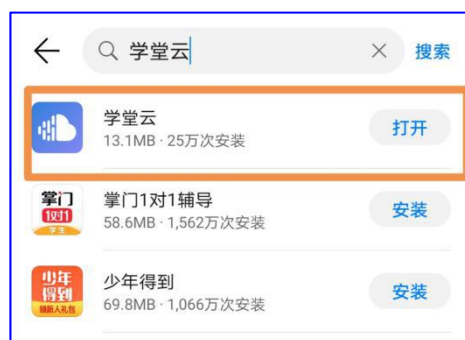 学堂云
搜索
学堂云
13.1MB · 25万次安装
打开
掌门
1对1
学生
掌门1对1辅导
58.6MB · 1,562万次安装
安装
少年
得到
领新人礼包
少年得到
69.8MB · 1,066万次安装
安装